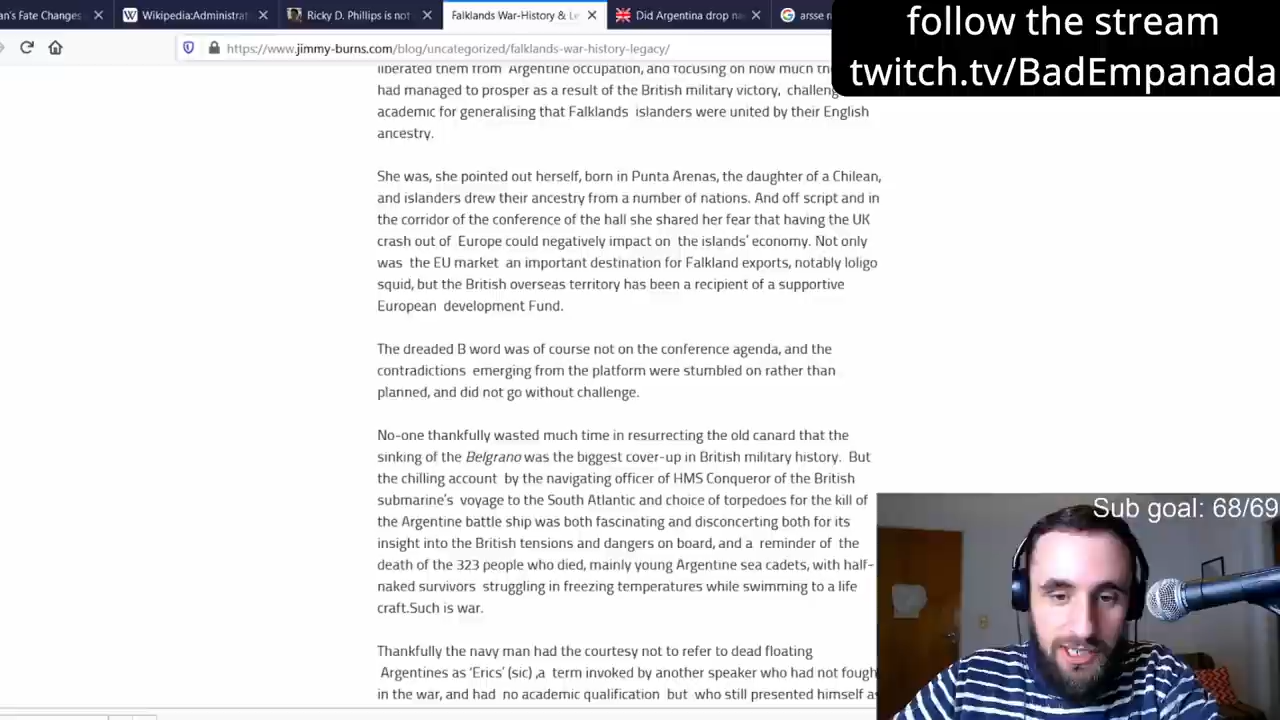 an's Fate Changes
Wikipedia:Administrat
Ricky D. Phillips is not
Falklands War-History & Le
Did Argentina drop na
arsse
follow the stream
twitch.tv/BadEmpanada
https://www.jimmy-burns.com/blog/uncategorized/falklands-war-history-legacy/
liberated them from Argentine occupation, and focusing on how much
had managed to prosper as a result of the British military victory, challeng
academic for generalising that Falklands islanders were united by their English
ancestry.
She was, she pointed out herself, born in Punta Arenas, the daughter of a Chilean,
and islanders drew their ancestry from a number of nations. And off script and in
the corridor of the conference of the hall she shared her fear that having the UK
crash out of Europe could negatively impact on the islands' economy. Not only
was the EU market an important destination for Falkland exports, notably loligo
squid, but the British overseas territory has been a recipient of a supportive
European development Fund.
The dreaded B word was of course not on the conference agenda, and the
contradictions emerging from the platform were stumbled on rather than
planned, and did not go without challenge.
No-one thankfully wasted much time in resurrecting the old canard that the
sinking of the Belgrano was the biggest cover-up in British military history. But
the chilling account by the navigating officer of HMS Conqueror of the British
submarine's voyage to the South Atlantic and choice of torpedoes for the kill of
the Argentine battle ship was both fascinating and disconcerting both for its
insight into the British tensions and dangers on board, and a reminder of the
death of the 323 people who died, mainly young Argentine sea cadets, with half-
naked survivors struggling in freezing temperatures while swimming to a life
craft.Such is war.
Sub goal: 68/69
Thankfully the navy man had the courtesy not to refer to dead floating
Argentines as 'Erics' (sic) ,a term invoked by another speaker who had not fough
in the war, and had no academic qualification but who still presented himself as